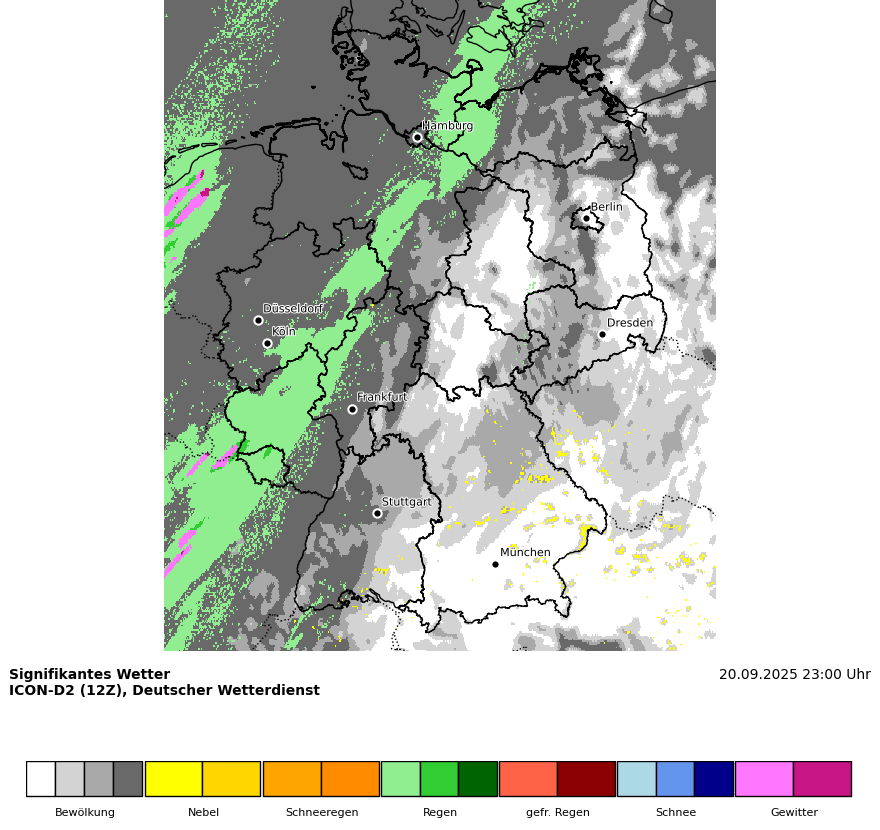 Hamburg
Berlin
Düsseldorf
Köln
Dresden
Frankfurt
Stuttgart
München
Signifikantes Wetter
20.09.2025 23:00 Uhr
ICON-D2 (12Z), Deutscher Wetterdienst
Bewölkung Nebel Schneeregen Regen gefr. Regen Schnee Gewitter